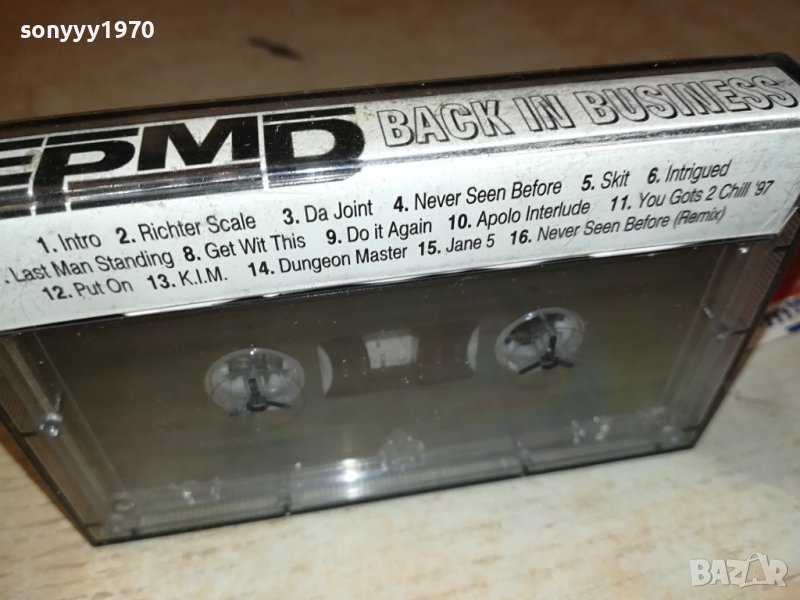 sonyyy1970
EPMD BACK IN BUSINESS
1. Intro 2. Richter Scale 3. Da Joint 4. Never Seen Before 5. Skit 6. Intrigued
. Last Man Standing 8. Get Wit This 9. Do it Again 10. Apolo Interlude 11. You Gots 2 Chill '97
12. Put On 13. K.I.M. 14. Dungeon Master 15. Jane 5 16. Never Seen Before (Remix)
BAZAR